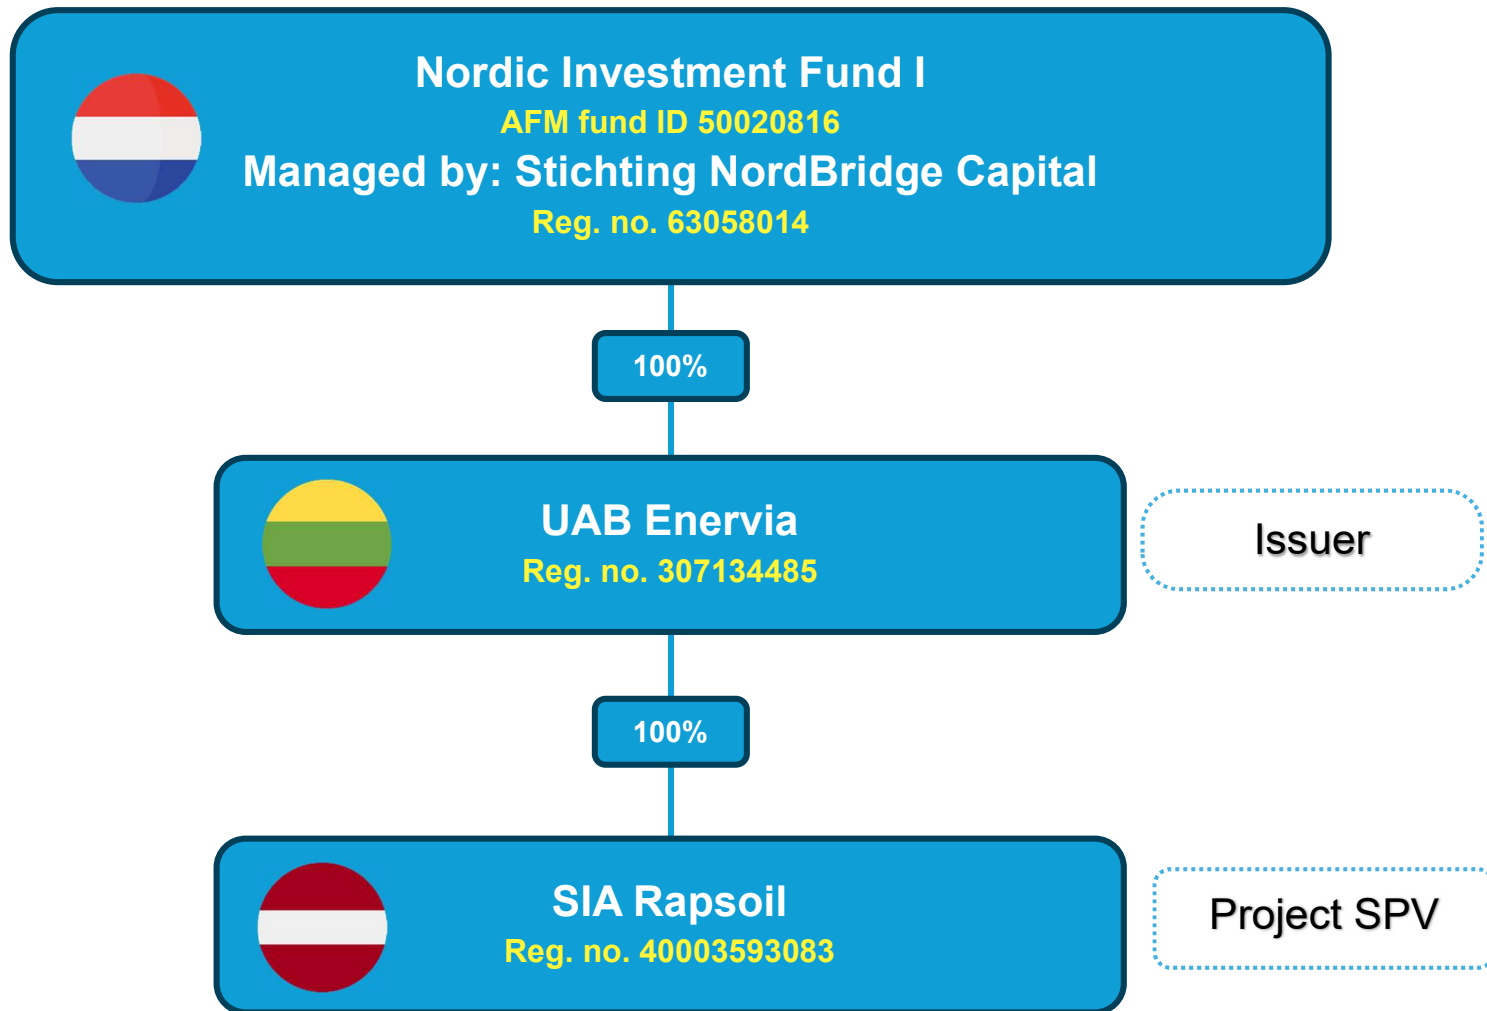 Nordic Investment Fund I
AFM fund ID 50020816
Managed by: Stichting NordBridge Capital
Reg. no. 63058014
100%
UAB Enervia
Reg. no. 307134485
Issuer
100%
SIA Rapsoil
Reg. no. 40003593083
Project SPV